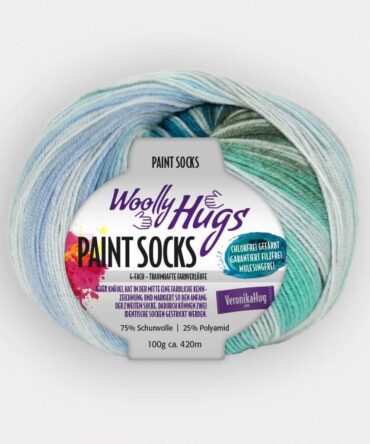 PAINT SOCKS
Woolly
Hugs
PAINT SOCKS
4-FACH - TRAUMHAFTE FARBVERLÄUFE
CHLORFREI GEFÄRBT
GARANTIERT FILZFREI
MULESINGFREI
JEDER KNÄUEL HAT IN DER MITTE EINE FARBLICHE KENN-
ZEICHNUNG UND MARKIERT SO DEN ANFANG
DER ZWEITEN SOCKE. DADURCH KÖNNEN ZWEI
IDENTISCHE SOCKEN GESTRICKT WERDEN.
VeronikaHug
75% Schurwolle | 25% Polyamid
100g ca. 420m